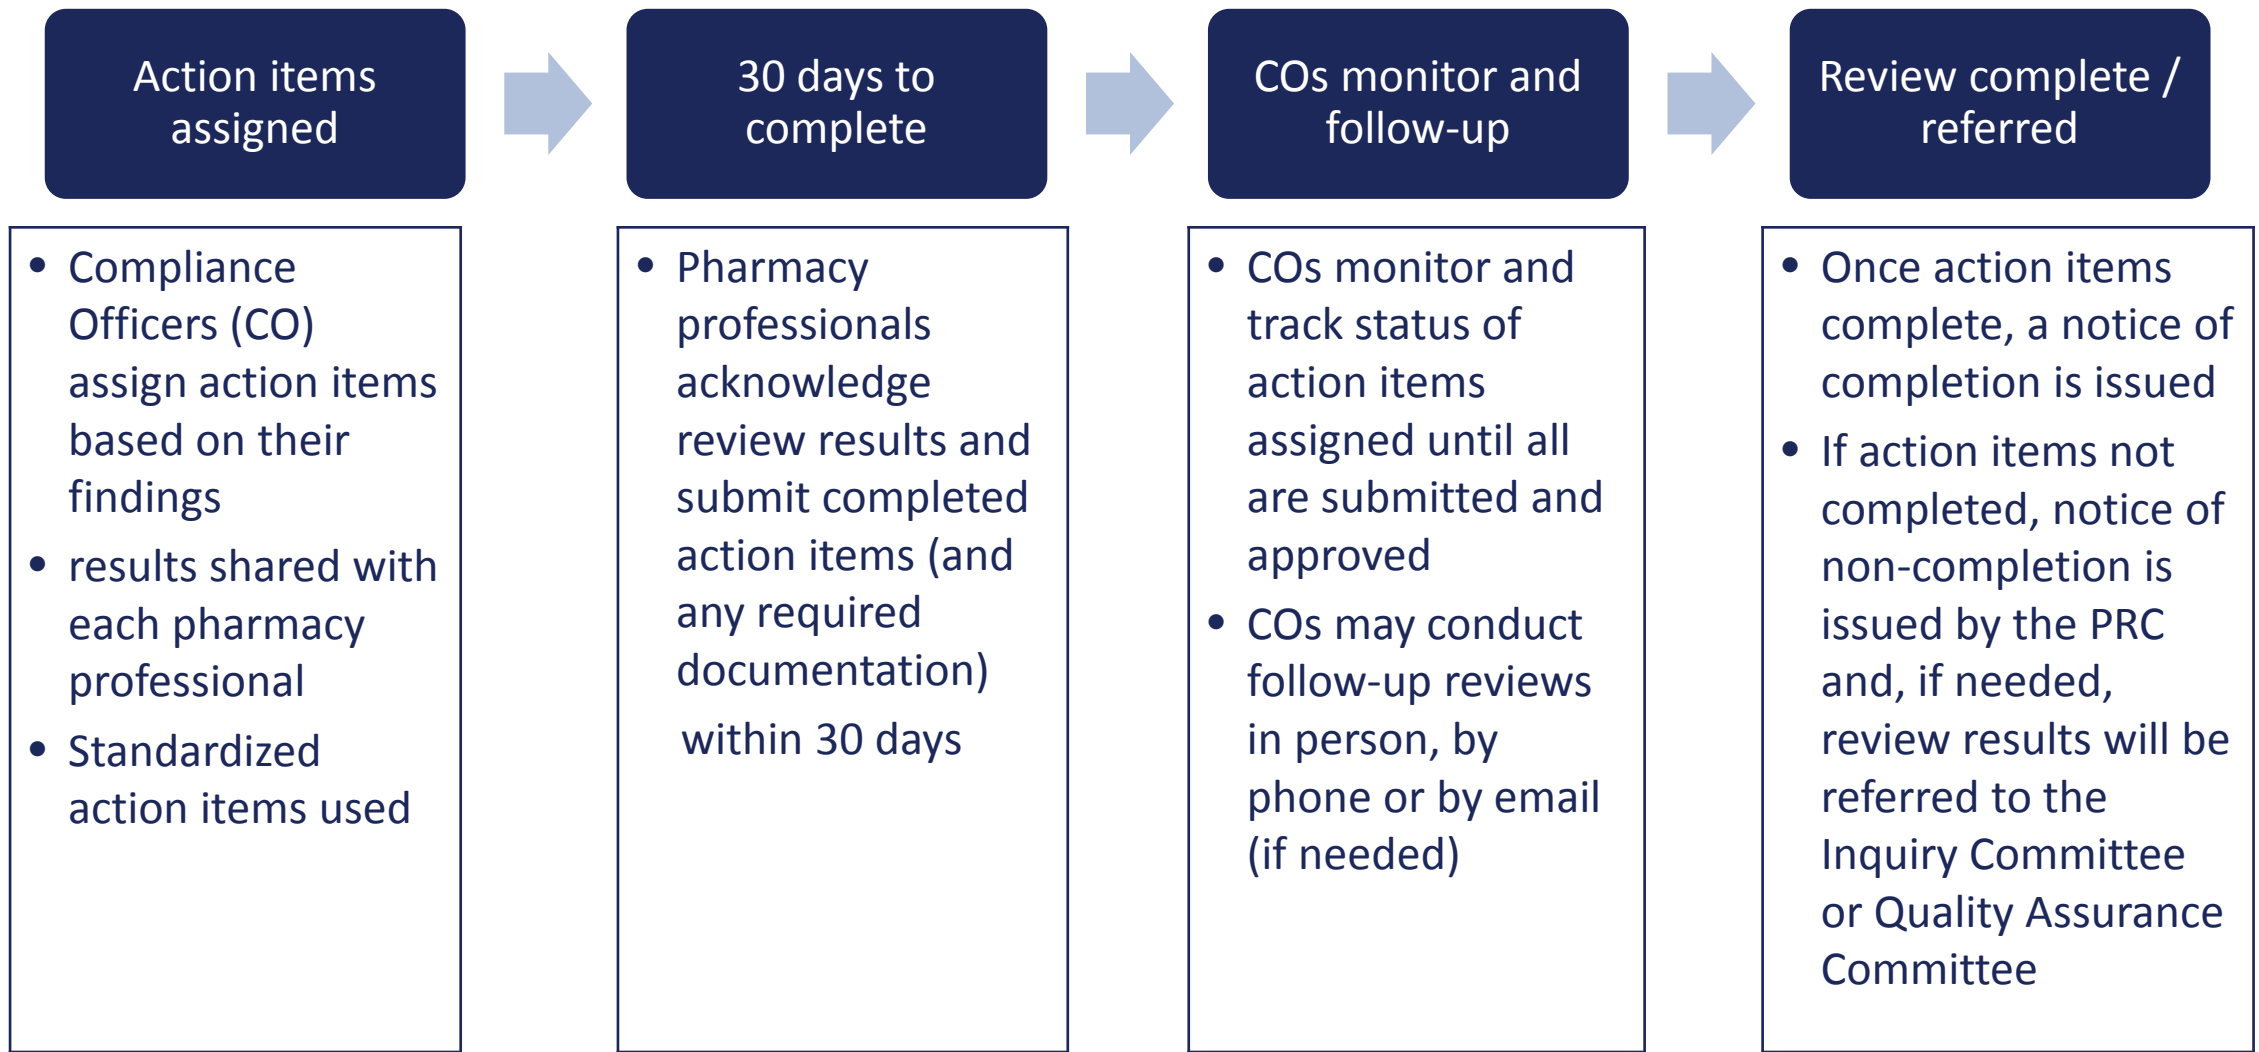 Action items
assigned
30 days to
complete
COs monitor and
follow-up
Review complete /
referred
• Compliance
Officers (CO)
assign action items
based on their
findings
• results shared with
each pharmacy
professional
• Standardized
action items used
• Pharmacy
professionals
acknowledge
review results and
submit completed
action items (and
any required
documentation)
within 30 days
• COs monitor and
track status of
action items
assigned until all
are submitted and
approved
• COs may conduct
follow-up reviews
in person, by
phone or by email
(if needed)
• Once action items
complete, a notice of
completion is issued
• If action items not
completed, notice of
non-completion is
issued by the PRC
and, if needed,
review results will be
referred to the
Inquiry Committee
or Quality Assurance
Committee